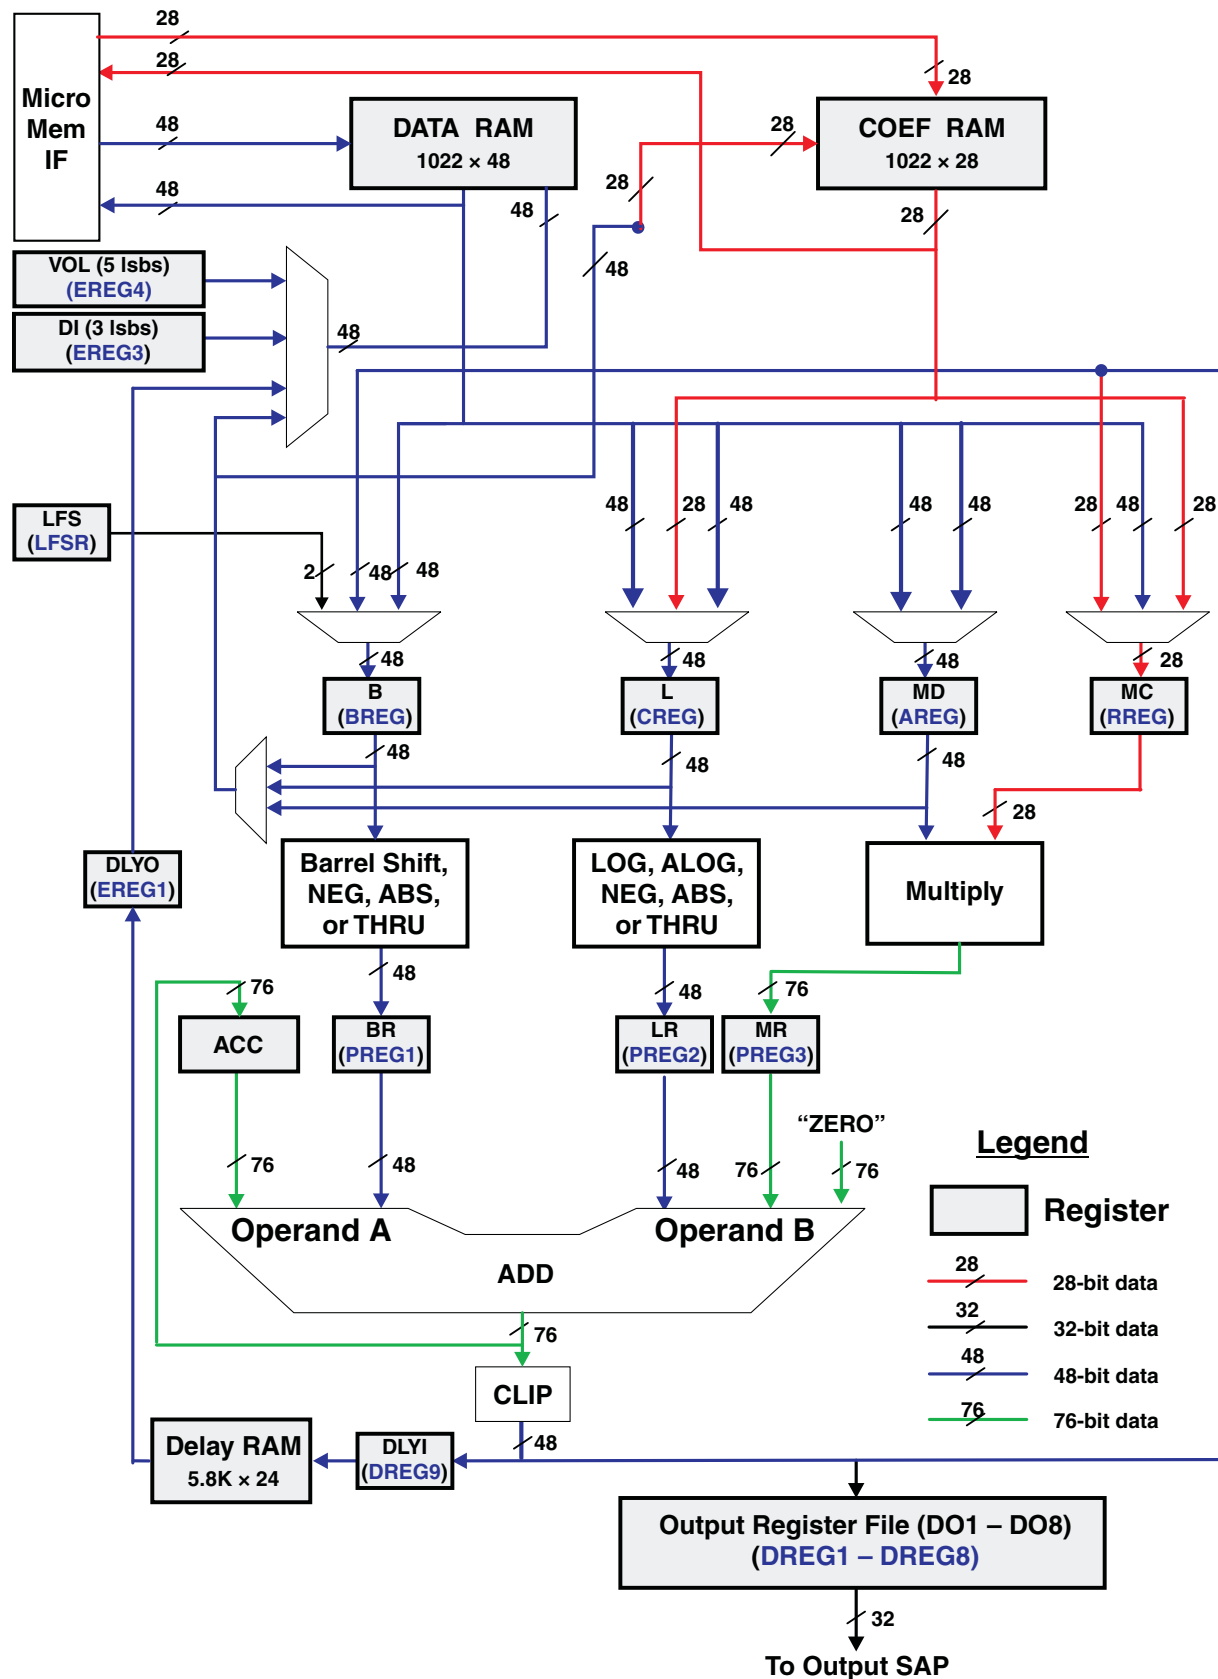 28
28
28
Micro
Mem
IF
48
DATA RAM
1022 × 48
28
COEF RAM
1022 × 28
48
48
28
28
48
VOL (5 lsbs)
(EREG4)
DI (3 lsbs)
(EREG3)
48
LFS
(LFSR)
2
48
48
48
28
48
48
48
28
48
28
48
48
48
28
B
(BREG)
L
(CREG)
MD
(AREG)
MC
(RREG)
48
48
48
28
DLYO
(EREG1)
Barrel Shift,
NEG, ABS,
or THRU
LOG, ALOG,
NEG, ABS,
or THRU
Multiply
76
48
48
76
ACC
BR
(PREG1)
LR
(PREG2)
MR
(PREG3)
“ZERO”
76
48
48
76
76
Operand A
Operand B
ADD
76
CLIP
48
Delay RAM
5.8K × 24
DLYI
(DREG9)
Legend
Register
28
28-bit data
32
32-bit data
48
48-bit data
76
76-bit data
Output Register File (DO1 – DO8)
(DREG1 – DREG8)
32
To Output SAP